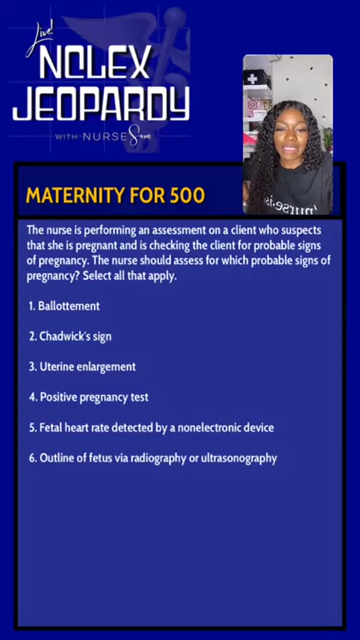 Live!
NCLEX
JEOPARDY
WITH NURSE Sam
MATERNITY FOR 500
The nurse is performing an assessment on a client who suspects
that she is pregnant and is checking the client for probable signs
of pregnancy. The nurse should assess for which probable signs of
pregnancy? Select all that apply.
1. Ballottement
2. Chadwick's sign
3. Uterine enlargement
4. Positive pregnancy test
5. Fetal heart rate detected by a nonelectronic device
6. Outline of fetus via radiography or ultrasonography